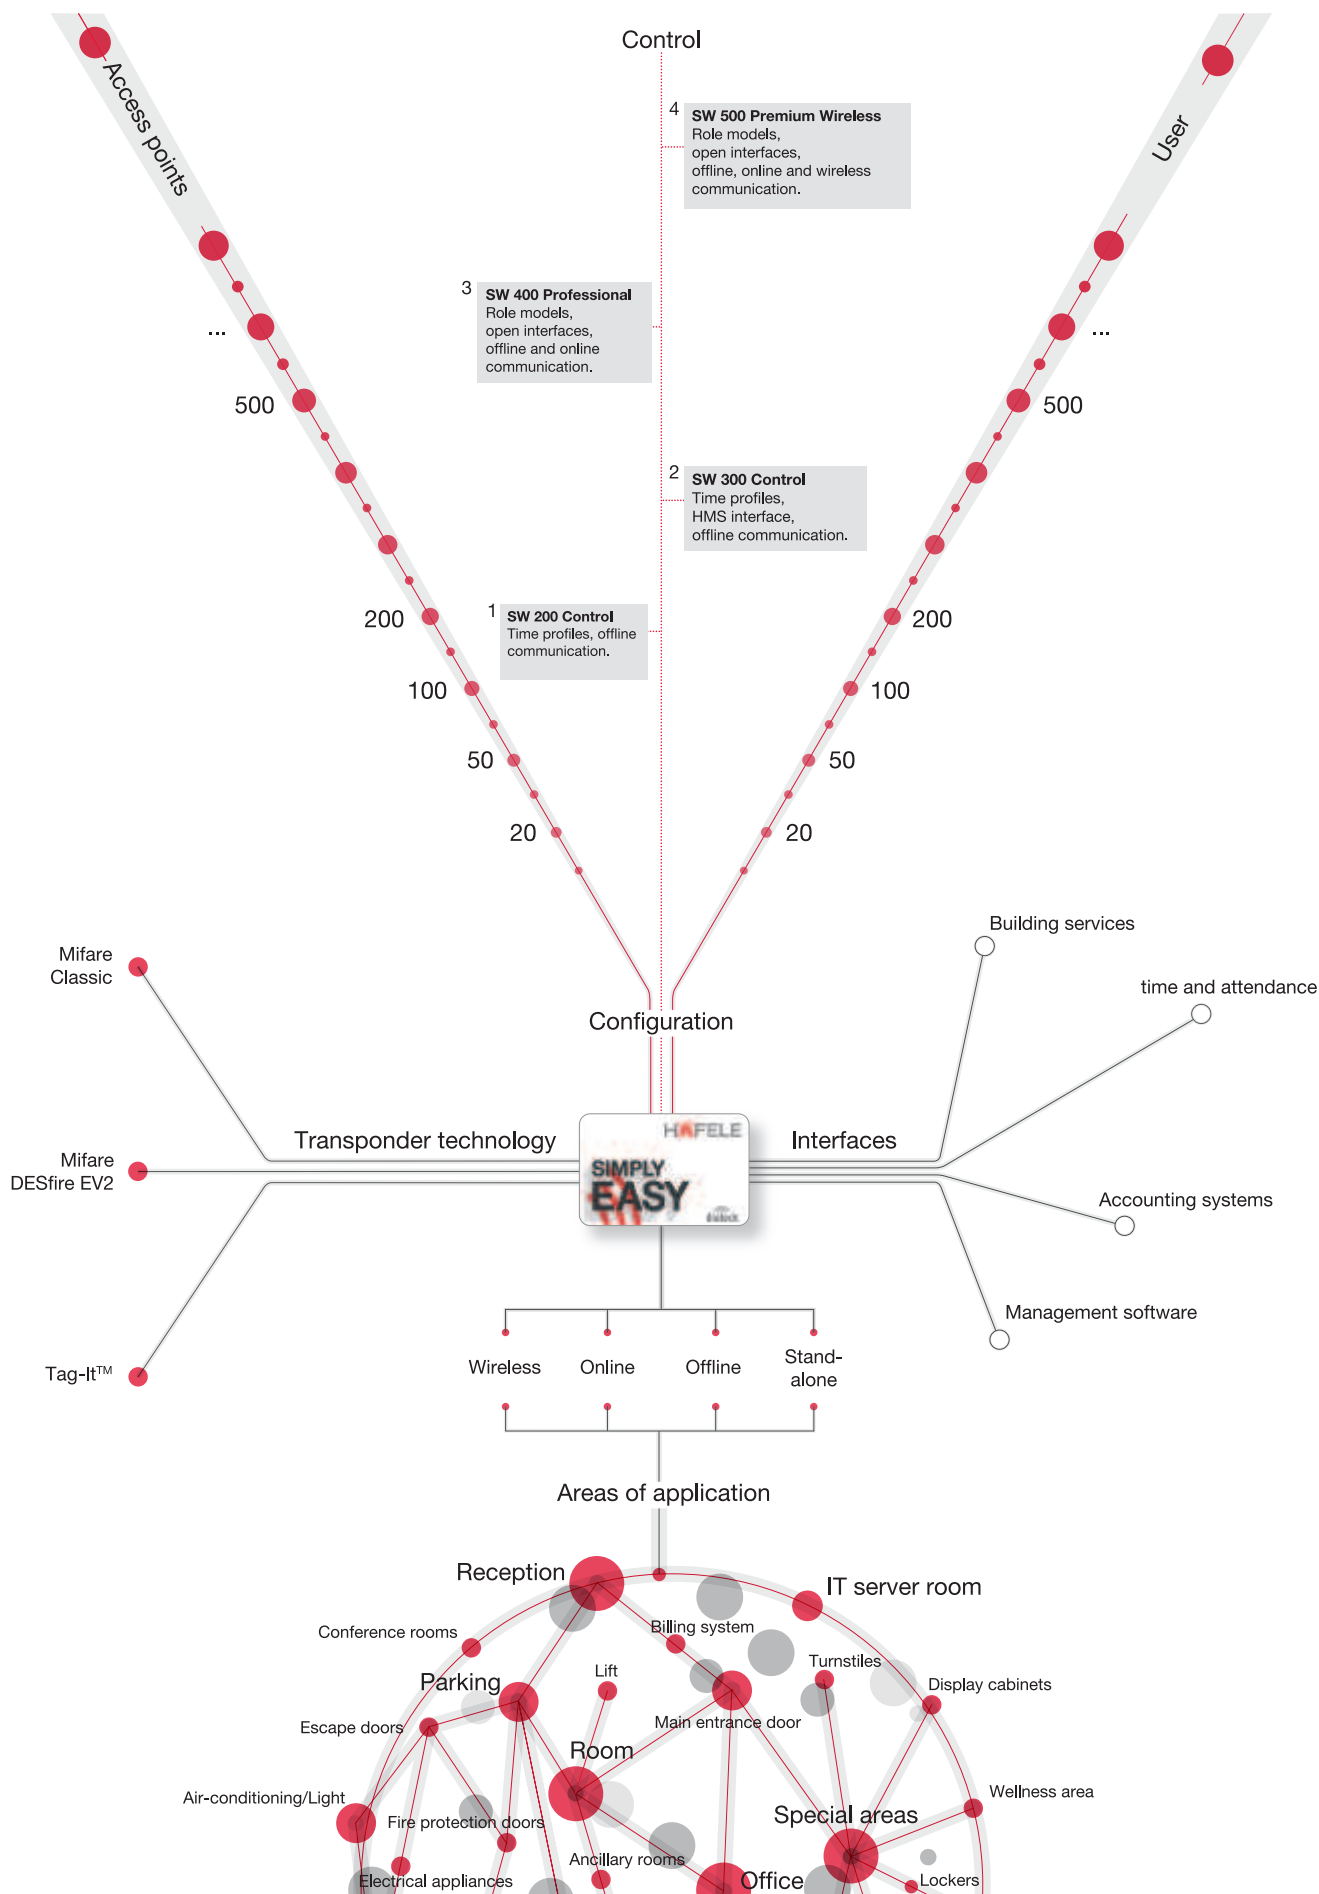 Control
Access points
User
4
SW 500 Premium Wireless
Role models,
open interfaces,
offline, online and wireless
communication.
3
SW 400 Professional
Role models,
open interfaces,
offline and online
communication.
...
...
500
500
2
SW 300 Control
Time profiles,
HMS interface,
offline communication.
1
SW 200 Control
Time profiles, offline
communication.
200
200
100
100
50
50
20
20
Mifare
Classic
Building services
time and attendance
Configuration
Transponder technology
HÄFELE
SIMPLY
EASY
dialock
Interfaces
Mifare
DESfire EV2
Accounting systems
Management software
Tag-It™
Wireless
Online
Offline
Stand-
alone
Areas of application
Reception
IT server room
Conference rooms
Billing system
Turnstiles
Lift
Parking
Display cabinets
Escape doors
Main entrance door
Room
Air-conditioning/Light
Wellness area
Fire protection doors
Special areas
Ancillary rooms
Electrical appliances
Office
Lockers